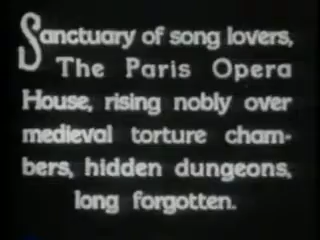 Sanctuary of song lovers,
The Paris Opera
House, rising nobly over
medieval torture cham-
bers, hidden dungeons,
long forgotten.